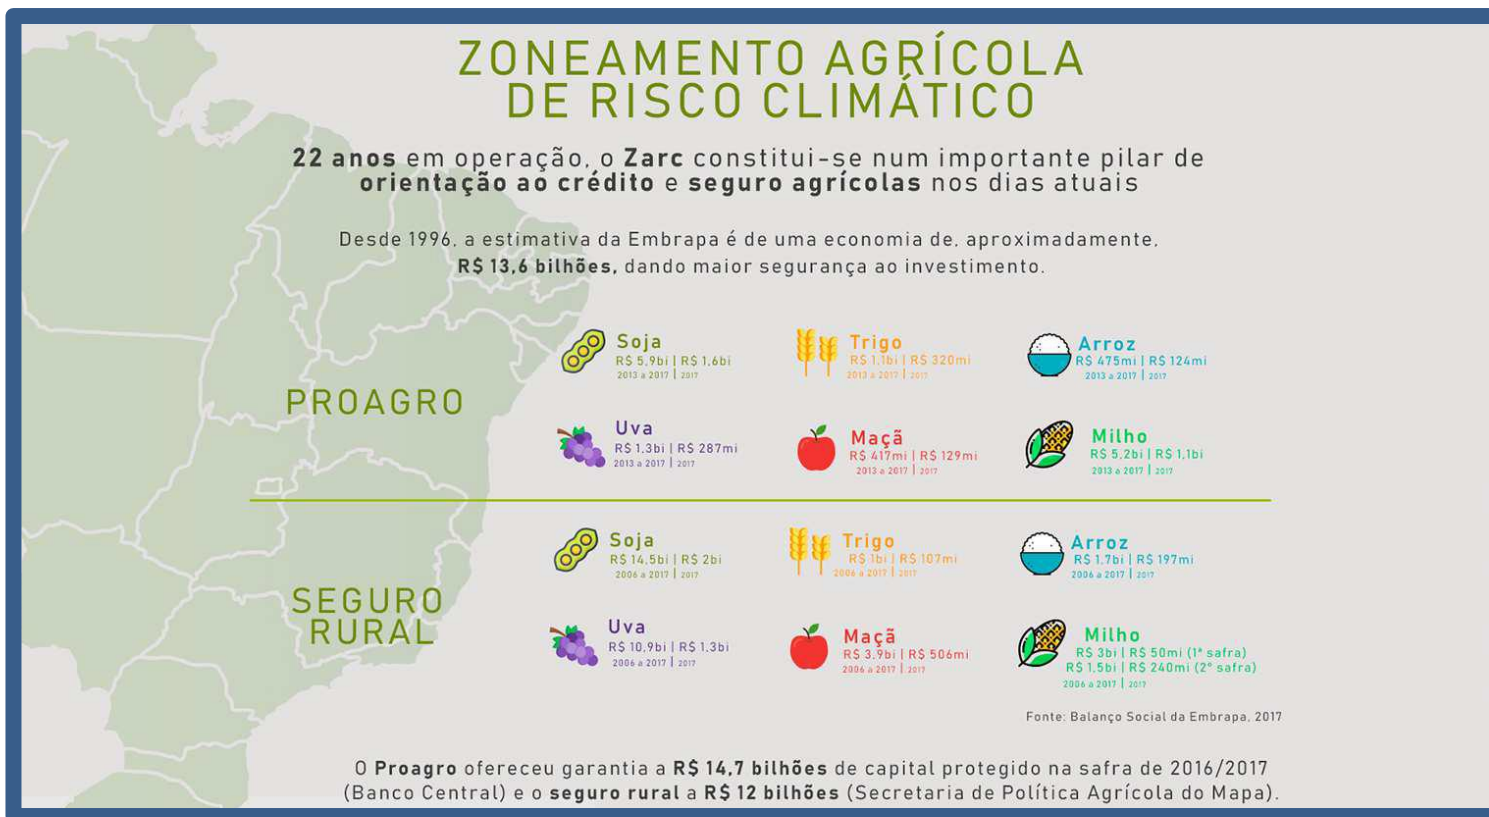 ZONEAMENTO AGRÍCOLA
DE RISCO CLIMÁTICO
22 anos em operação, o Zarc constitui-se num importante pilar de
orientação ao crédito e seguro agrícolas nos dias atuais
Desde 1996, a estimativa da Embrapa é de uma economia de, aproximadamente,
R$ 13,6 bilhões, dando maior segurança ao investimento.
PROAGRO
Soja
R$ 5,9bi | R$ 1,6bi
2013 a 2017 | 2017
Trigo
R$ 1,1bi | R$ 320mi
2013 a 2017 | 2017
Arroz
R$ 475mi | R$ 124mi
2013 a 2017 | 2017
Uva
R$ 1.3bi | R$ 287mi
2013 a 2017 | 2017
Maçã
R$ 417mi | R$ 129mi
2013 a 2017 | 2017
Milho
R$ 5,2bi | R$ 1,1bi
2013 a 2017 | 2017
SEGURO
RURAL
Soja
R$ 14,5bi | R$ 2bi
2006 a 2017 | 2017
Trigo
R$ 1bi | R$ 107mi
2006 a 2017 | 2017
Arroz
R$ 1,7bi | R$ 197mi
2006 a 2017 | 2017
Uva
R$ 10,9bi | R$ 1.3bi
2006 a 2017 | 2017
Maçã
R$ 3,9bi | R$ 506mi
2006 a 2017 | 2017
Milho
R$ 3bi | R$ 50mi (1ª safra)
R$ 1,5bi | R$ 240mi (2ª safra)
2006 a 2017 | 2017
Fonte: Balanço Social da Embrapa, 2017
O Proagro ofereceu garantia a R$ 14,7 bilhões de capital protegido na safra de 2016/2017
(Banco Central) e o seguro rural a R$ 12 bilhões (Secretaria de Política Agrícola do Mapa).